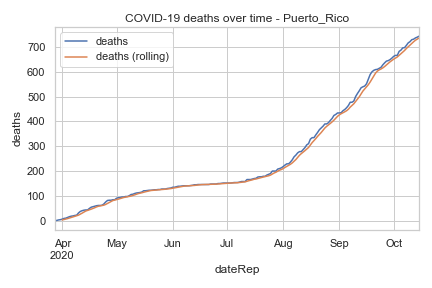 COVID-19 deaths over time - Puerto_Rico
deaths
deaths (rolling)
deaths
700
600
500
400
300
200
100
0
Apr May Jun Jul Aug Sep Oct
2020
dateRep